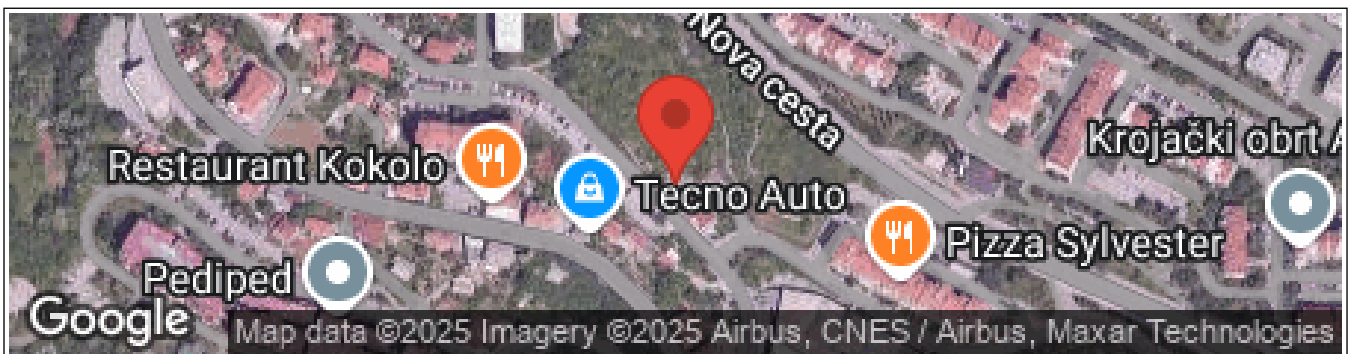 Nova cesta
Krojački obrt A
Restaurant Kokolo
Tecno Auto
Pizza Sylvester
Pediped
Google
Map data ©2025 Imagery ©2025 Airbus, CNES / Airbus, Maxar Technologies